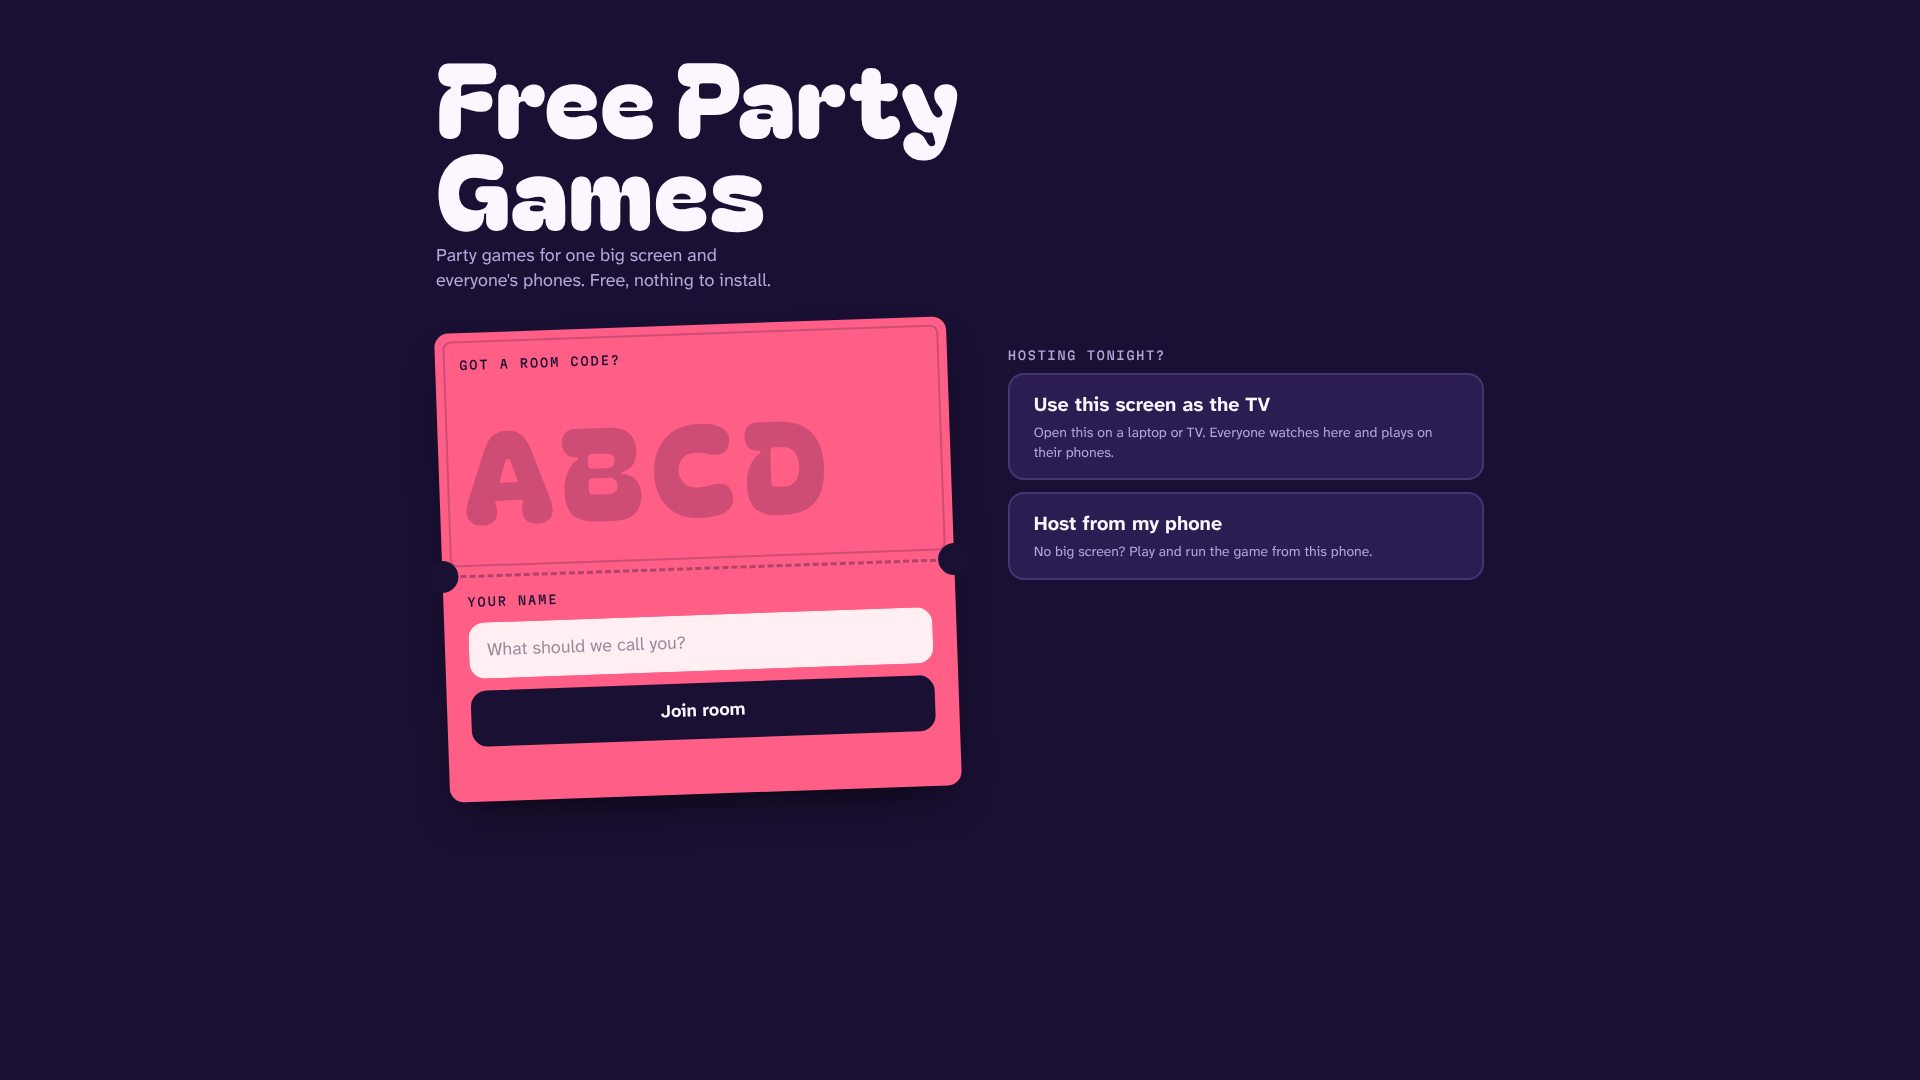 Free Party
Games
Party games for one big screen and
everyone's phones. Free, nothing to install.
GOT A ROOM CODE?
ABCD
YOUR NAME
What should we call you?
Join room
HOSTING TONIGHT?
Use this screen as the TV
Open this on a laptop or TV. Everyone watches here and plays on
their phones.
Host from my phone
No big screen? Play and run the game from this phone.